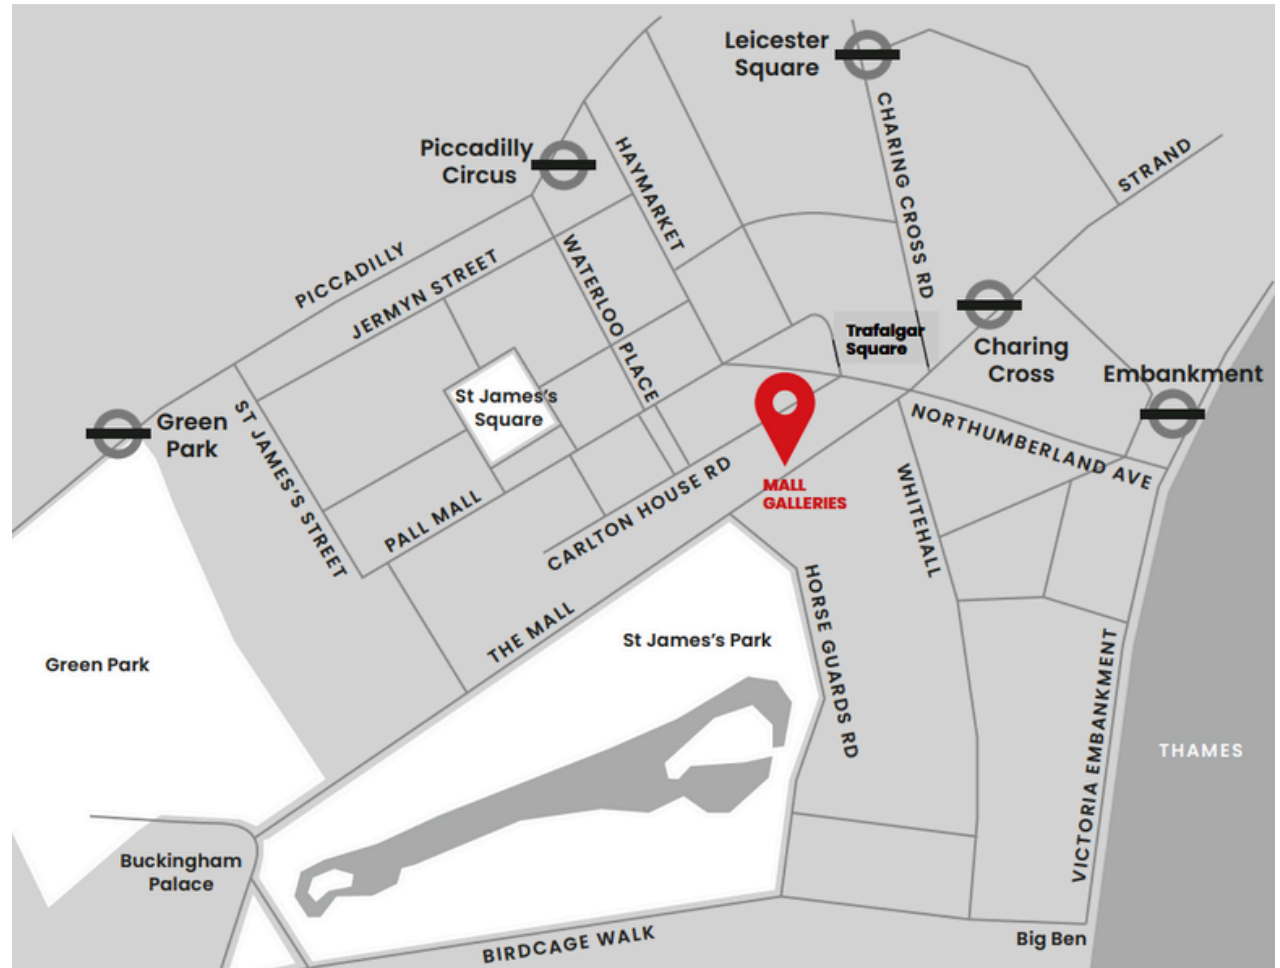 Leicester
Square
CHARING CROSS RD
Piccadilly
Circus
HAYMARKET
STRAND
PICCADILLY
JERMYN STREET
WATERLOO PLACE
Trafalgar
Square
Charing
Cross
Embankment
St James's
Square
Green
Park
ST JAMES'S STREET
NORTHUMBERLAND AVE
PALL MALL
CARLTON HOUSE RD
MALL
GALLERIES
WHITEHALL
THE MALL
HORSE GUARDS RD
St James's Park
Green Park
VICTORIA EMBANKMENT
THAMES
Buckingham
Palace
BIRDCAGE WALK
Big Ben